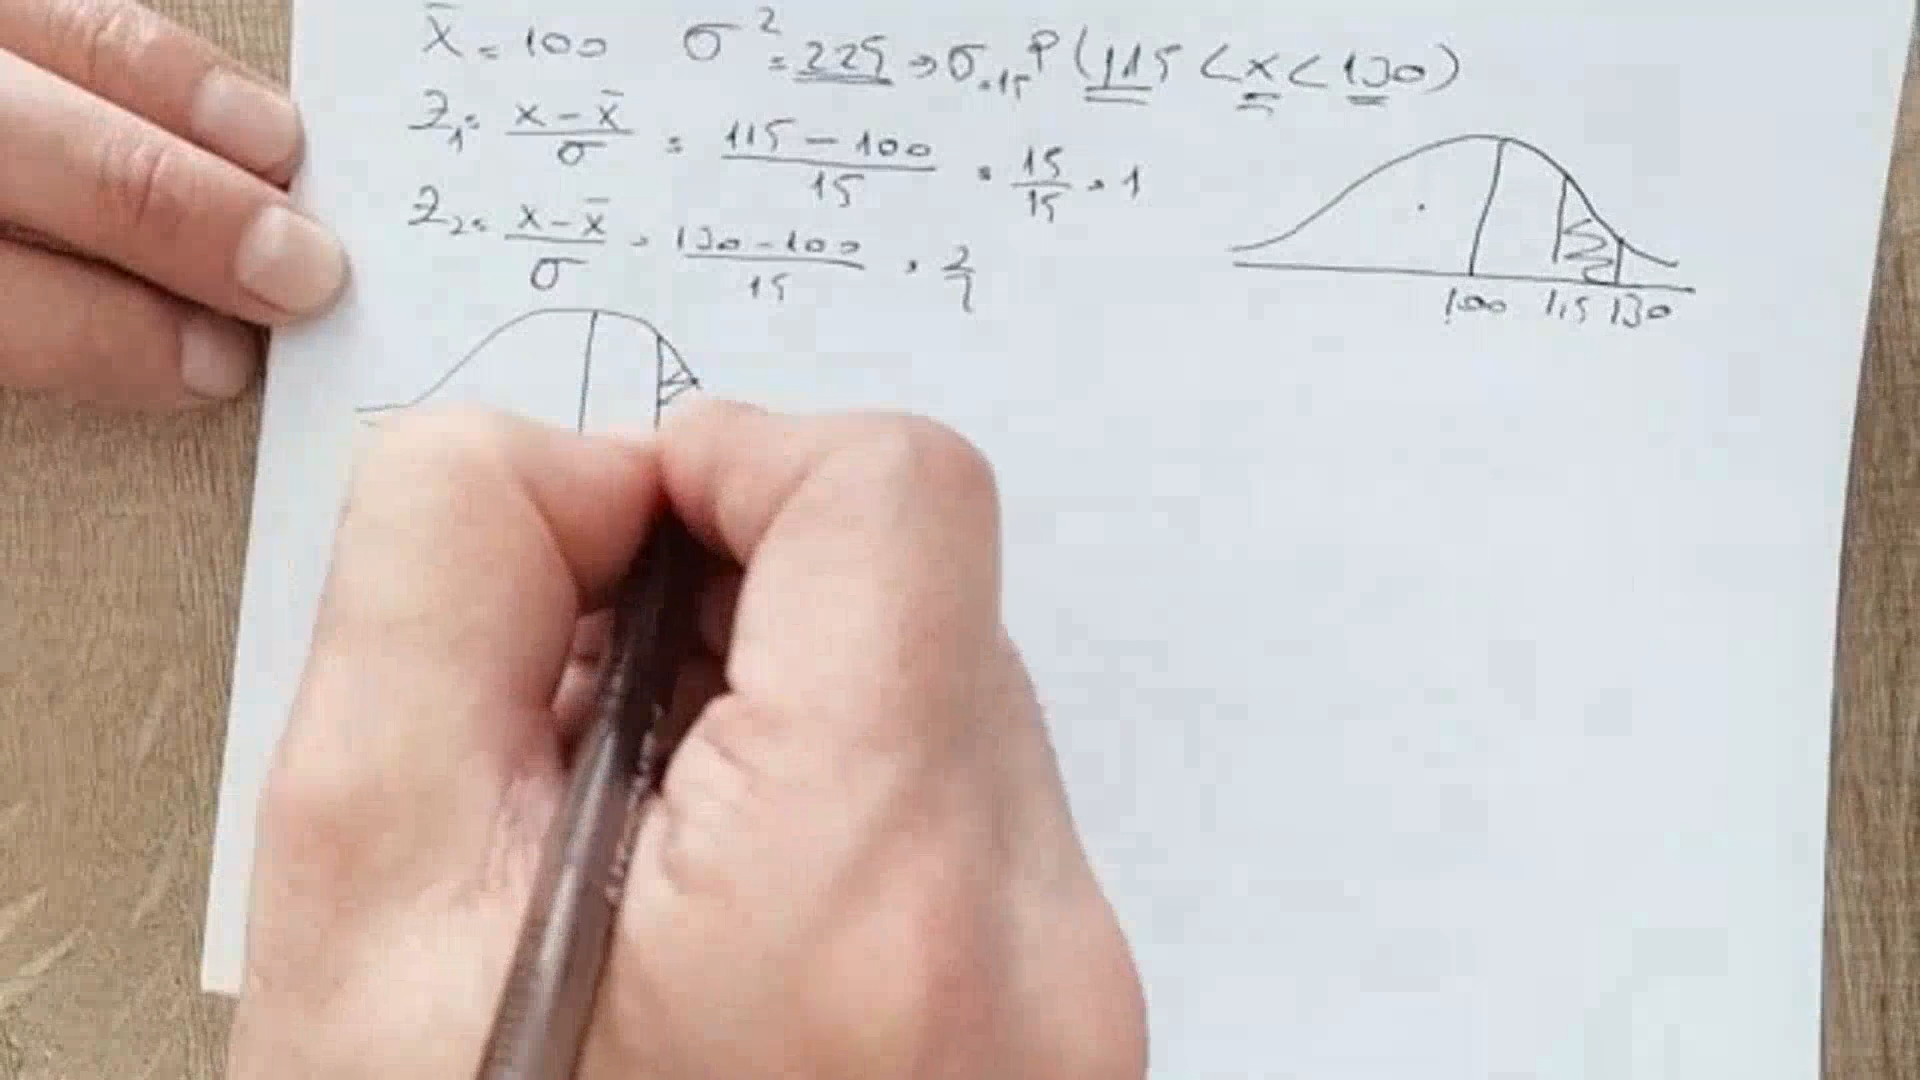 x̄ = 100 σ² = 225 ⇒ σ = 15 P(115 < x < 130)
Z₁ = (x - x̄)/σ = (115 - 100)/15 = 15/15 = 1
Z₂ = (x - x̄)/σ = (130 - 100)/15 = 2
100 115 130